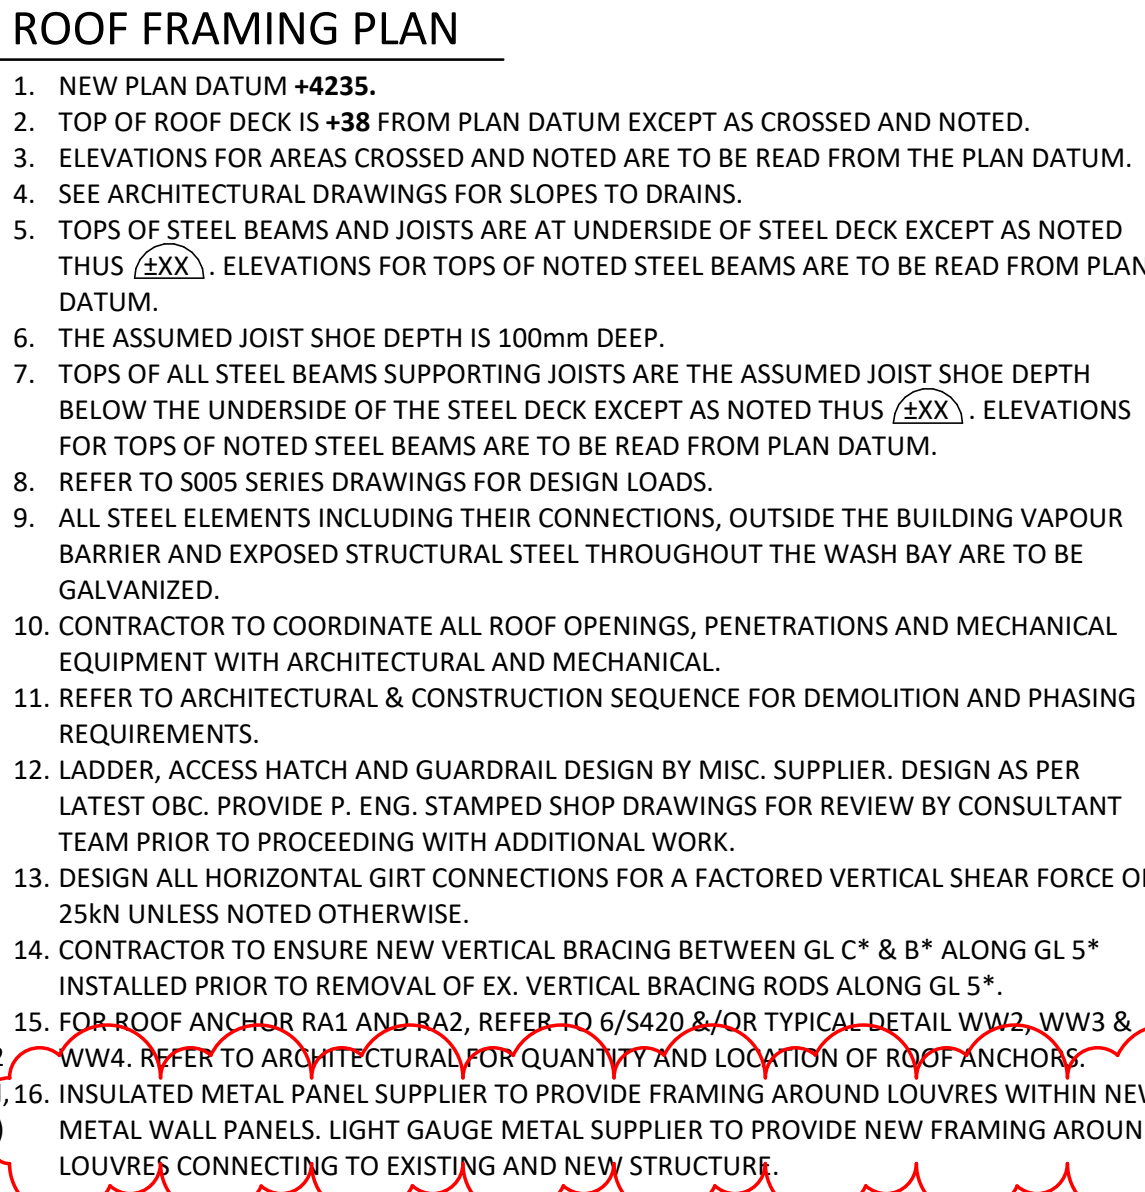 ROOF FRAMING PLAN
1. NEW PLAN DATUM +4235.
2. TOP OF ROOF DECK IS +38 FROM PLAN DATUM EXCEPT AS CROSSED AND NOTED.
3. ELEVATIONS FOR AREAS CROSSED AND NOTED ARE TO BE READ FROM THE PLAN DATUM.
4. SEE ARCHITECTURAL DRAWINGS FOR SLOPES TO DRAINS.
5. TOPS OF STEEL BEAMS AND JOISTS ARE AT UNDERSIDE OF STEEL DECK EXCEPT AS NOTED
THUS ±XX . ELEVATIONS FOR TOPS OF NOTED STEEL BEAMS ARE TO BE READ FROM PLAN
DATUM.
6. THE ASSUMED JOIST SHOE DEPTH IS 100mm DEEP.
7. TOPS OF ALL STEEL BEAMS SUPPORTING JOISTS ARE THE ASSUMED JOIST SHOE DEPTH
BELOW THE UNDERSIDE OF THE STEEL DECK EXCEPT AS NOTED THUS ±XX . ELEVATIONS
FOR TOPS OF NOTED STEEL BEAMS ARE TO BE READ FROM PLAN DATUM.
8. REFER TO S005 SERIES DRAWINGS FOR DESIGN LOADS.
9. ALL STEEL ELEMENTS INCLUDING THEIR CONNECTIONS, OUTSIDE THE BUILDING VAPOUR
BARRIER AND EXPOSED STRUCTURAL STEEL THROUGHOUT THE WASH BAY ARE TO BE
GALVANIZED.
10. CONTRACTOR TO COORDINATE ALL ROOF OPENINGS, PENETRATIONS AND MECHANICAL
EQUIPMENT WITH ARCHITECTURAL AND MECHANICAL.
11. REFER TO ARCHITECTURAL & CONSTRUCTION SEQUENCE FOR DEMOLITION AND PHASING
REQUIREMENTS.
12. LADDER, ACCESS HATCH AND GUARDRAIL DESIGN BY MISC. SUPPLIER. DESIGN AS PER
LATEST OBC. PROVIDE P. ENG. STAMPED SHOP DRAWINGS FOR REVIEW BY CONSULTANT
TEAM PRIOR TO PROCEEDING WITH ADDITIONAL WORK.
13. DESIGN ALL HORIZONTAL GIRT CONNECTIONS FOR A FACTORED VERTICAL SHEAR FORCE O
25kN UNLESS NOTED OTHERWISE.
14. CONTRACTOR TO ENSURE NEW VERTICAL BRACING BETWEEN GL C* & B* ALONG GL 5*
INSTALLED PRIOR TO REMOVAL OF EX. VERTICAL BRACING RODS ALONG GL 5*.
15. FOR ROOF ANCHOR RA1 AND RA2, REFER TO 6/S420 &/OR TYPICAL DETAIL WW2, WW3 &
WW4. REFER TO ARCHITECTURAL FOR QUANTITY AND LOCATION OF ROOF ANCHORS.
16. INSULATED METAL PANEL SUPPLIER TO PROVIDE FRAMING AROUND LOUVRES WITHIN NE
METAL WALL PANELS. LIGHT GAUGE METAL SUPPLIER TO PROVIDE NEW FRAMING AROUN
LOUVRES CONNECTING TO EXISTING AND NEW STRUCTURE.